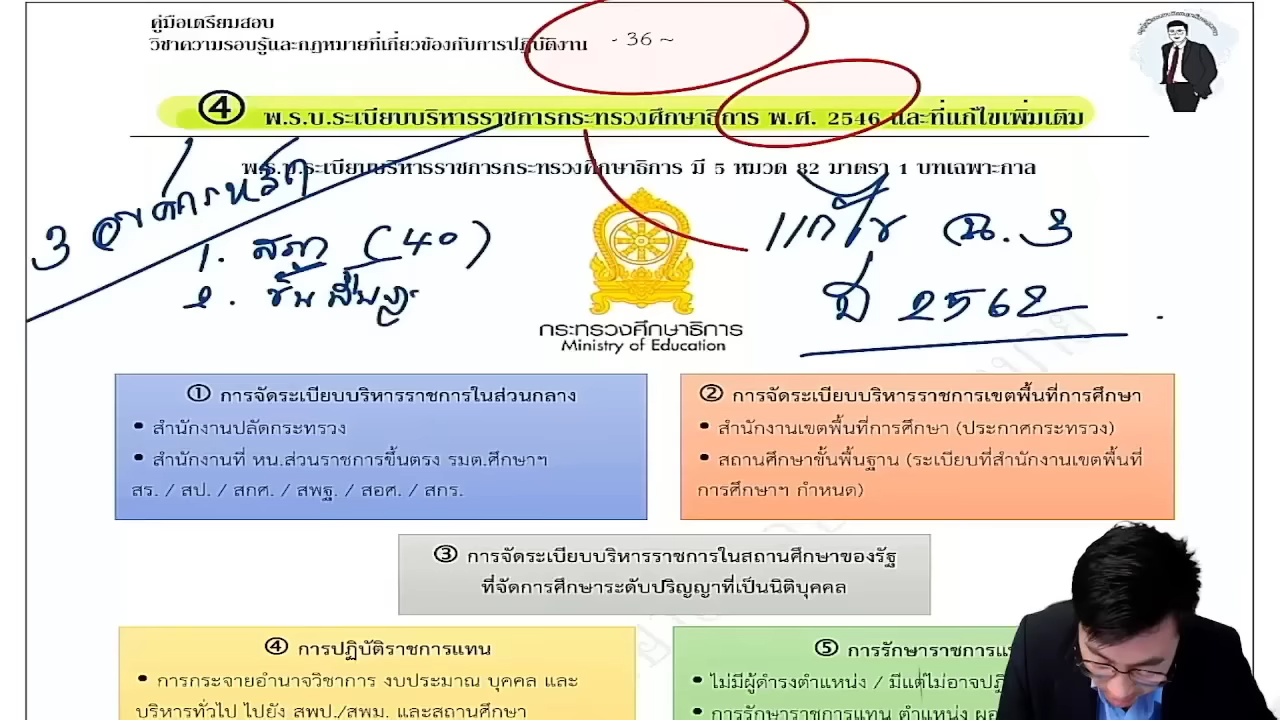 คู่มือเตรียมสอบ
วิชาความรอบรู้และกฎหมายที่เกี่ยวข้องกับการปฏิบัติงาน
- 36 ~
④ พ.ร.บ.ระเบียบบริหารราชการกระทรวงศึกษาธิการ พ.ศ. 2546 และที่แก้ไขเพิ่มเติม
พ.ร.บ.ระเบียบบริหารราชการกระทรวงศึกษาธิการ มี 5 หมวด 82 มาตรา 1 บทเฉพาะกาล
3 องค์กรหลัก
1. สภา (40)
2. ขั้นพื้นฐาน
แก้ไข ฉ. 3
ปี 2562
กระทรวงศึกษาธิการ
Ministry of Education
① การจัดระเบียบบริหารราชการในส่วนกลาง
• สำนักงานปลัดกระทรวง
• สำนักงานที่ หน.ส่วนราชการขึ้นตรง รมต.ศึกษาฯ
สร. / สป. / สกศ. / สพฐ. / สอศ. / สกร.
② การจัดระเบียบบริหารราชการเขตพื้นที่การศึกษา
• สำนักงานเขตพื้นที่การศึกษา (ประกาศกระทรวง)
• สถานศึกษาขั้นพื้นฐาน (ระเบียบที่สำนักงานเขตพื้นที่
การศึกษาฯ กำหนด)
③ การจัดระเบียบบริหารราชการในสถานศึกษาของรัฐ
ที่จัดการศึกษาระดับปริญญาที่เป็นนิติบุคคล
④ การปฏิบัติราชการแทน
• การกระจายอำนาจวิชาการ งบประมาณ บุคคล และ
บริหารทั่วไป ไปยัง สพป./สพม. และสถานศึกษา
⑤ การรักษาราชการแ
• ไม่มีผู้ดำรงตำแหน่ง / มีแต่ไม่อาจปฏิ
• การรักษาราชการแทน ตำแหน่ง ผอ